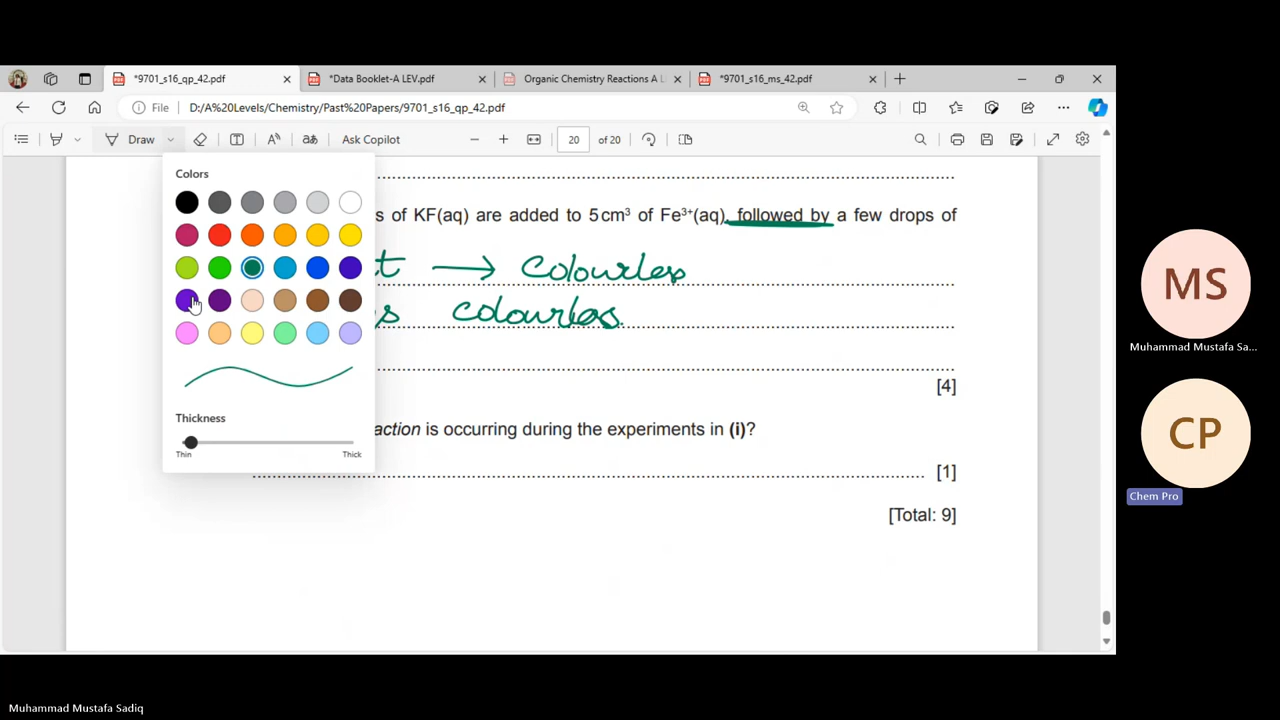 *9701_s16_qp_42.pdf
*Data Booklet-A LEV.pdf
Organic Chemistry Reactions A L
*9701_s16_ms_42.pdf
File
D:/A%20Levels/Chemistry/Past%20Papers/9701_s16_qp_42.pdf
Draw
Ask Copilot
20
of 20
Colors
s of KF(aq) are added to 5 cm³ of Fe³⁺(aq), followed by a few drops of
t → colourless
s colourless.
[4]
Thickness
action is occurring during the experiments in (i)?
Thin
Thick
[1]
[Total: 9]
MS
Muhammad Mustafa Sa...
CP
Chem Pro
Muhammad Mustafa Sadiq